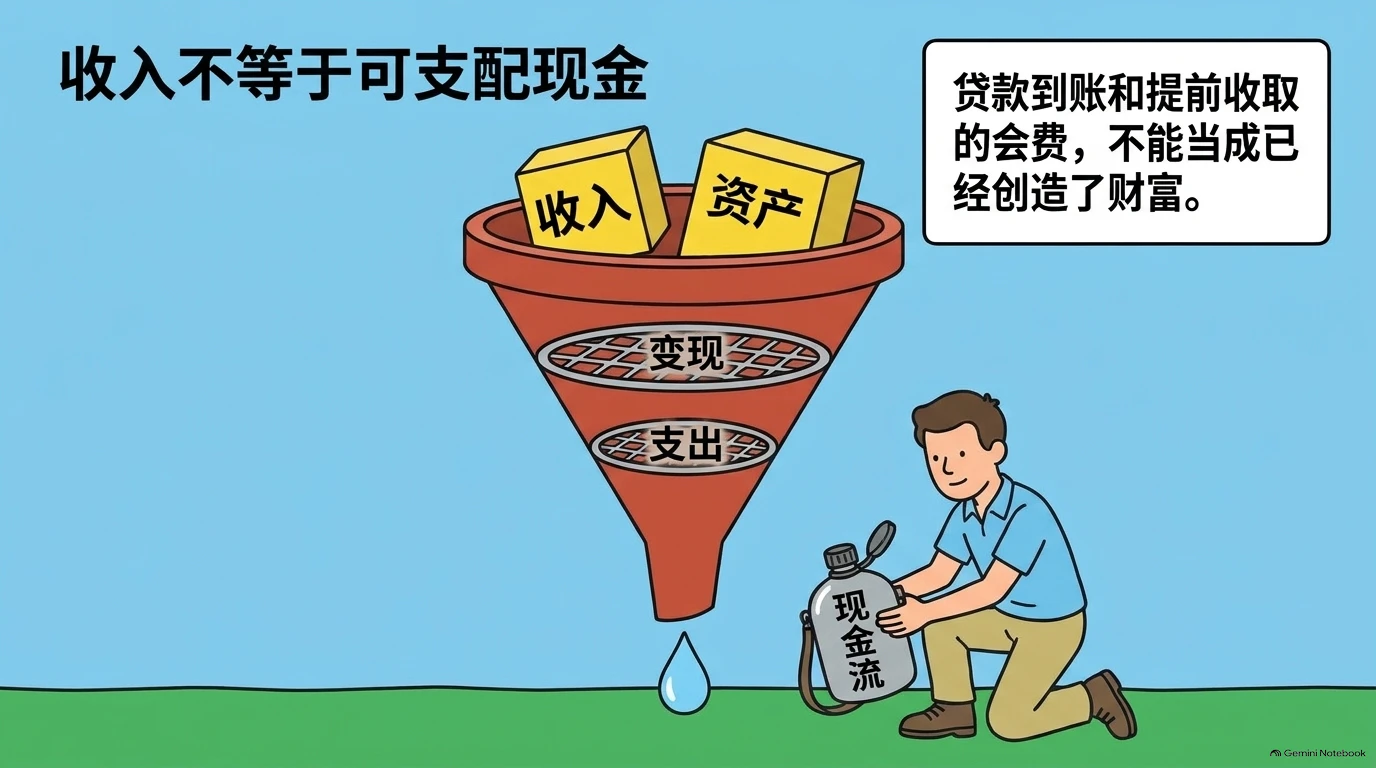 收入不等于可支配现金
贷款到账和提前收取
的会费，不能当成已
经创造了财富。
收入
资产
变现
支出
现金流
Gemini Notebook